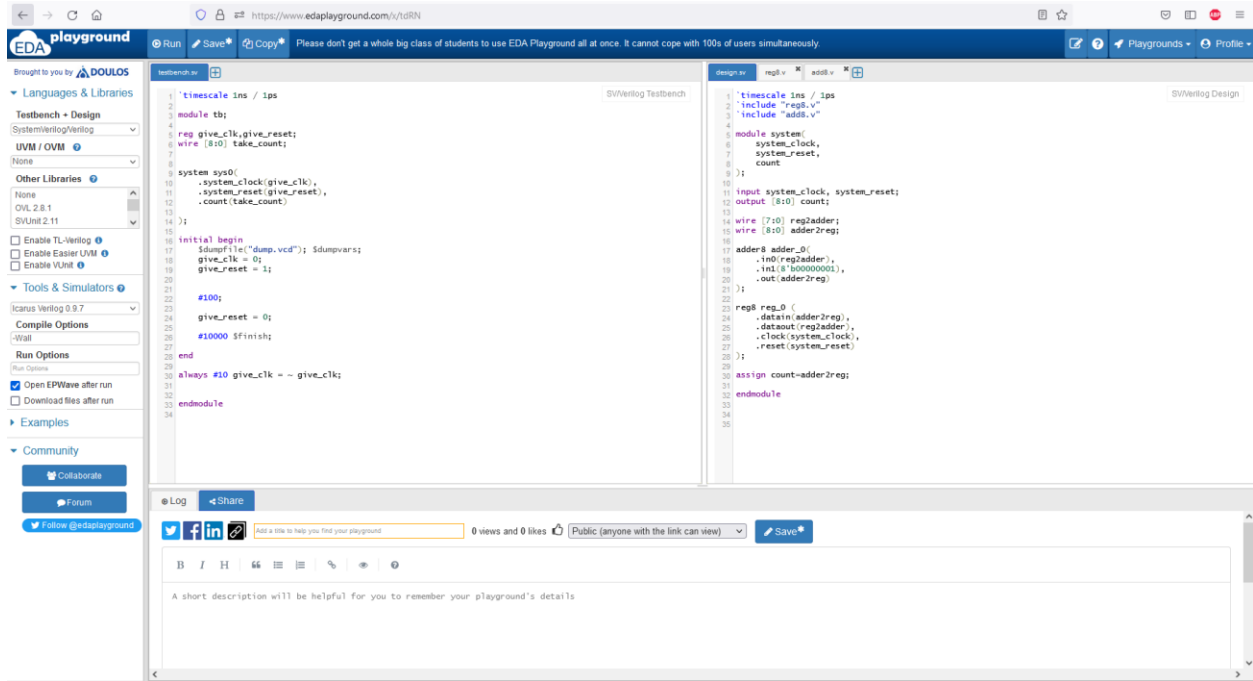 https://www.edaplayground.com/x/tdRN
EDA playground
Run Save* Copy* Please don't get a whole big class of students to use EDA Playground all at once. It cannot cope with 100s of users simultaneously. Playgrounds Profile
Brought to you by DOULOS
Languages & Libraries
Testbench + Design
SystemVerilog/Verilog
UVM / OVM
None
Other Libraries
None
OVL 2.8.1
SVUnit 2.11
Enable TL-Verilog
Enable Easier UVM
Enable VUnit
Tools & Simulators
Icarus Verilog 0.9.7
Compile Options
-Wall
Run Options
Run Options
Open EPWave after run
Download files after run
Examples
Community
Collaborate
Forum
Follow @edaplayground
testbench.sv
SV/Verilog Testbench
1 `timescale 1ns / 1ps
2
3 module tb;
4
5 reg give_clk,give_reset;
6 wire [8:0] take_count;
7
8
9 system sys0(
10 .system_clock(give_clk),
11 .system_reset(give_reset),
12 .count(take_count)
13
14 );
15
16 initial begin
17 $dumpfile("dump.vcd"); $dumpvars;
18 give_clk = 0;
19 give_reset = 1;
20
21
22 #100;
23
24 give_reset = 0;
25
26 #10000 $finish;
27
28 end
29
30 always #10 give_clk = ~ give_clk;
31
32
33 endmodule
34
design.sv reg8.v add8.v
SV/Verilog Design
1 `timescale 1ns / 1ps
2 `include "reg8.v"
3 `include "add8.v"
4
5 module system(
6 system_clock,
7 system_reset,
8 count
9 );
10
11 input system_clock, system_reset;
12 output [8:0] count;
13
14 wire [7:0] reg2adder;
15 wire [8:0] adder2reg;
16
17 adder8 adder_0(
18 .in0(reg2adder),
19 .in1(8'b00000001),
20 .out(adder2reg)
21 );
22
23 reg8 reg_0 (
24 .datain(adder2reg),
25 .dataout(reg2adder),
26 .clock(system_clock),
27 .reset(system_reset)
28 );
29
30 assign count=adder2reg;
31
32 endmodule
33
34
35
Log Share
Add a title to help you find your playground 0 views and 0 likes Public (anyone with the link can view) Save*
B I H
A short description will be helpful for you to remember your playground's details